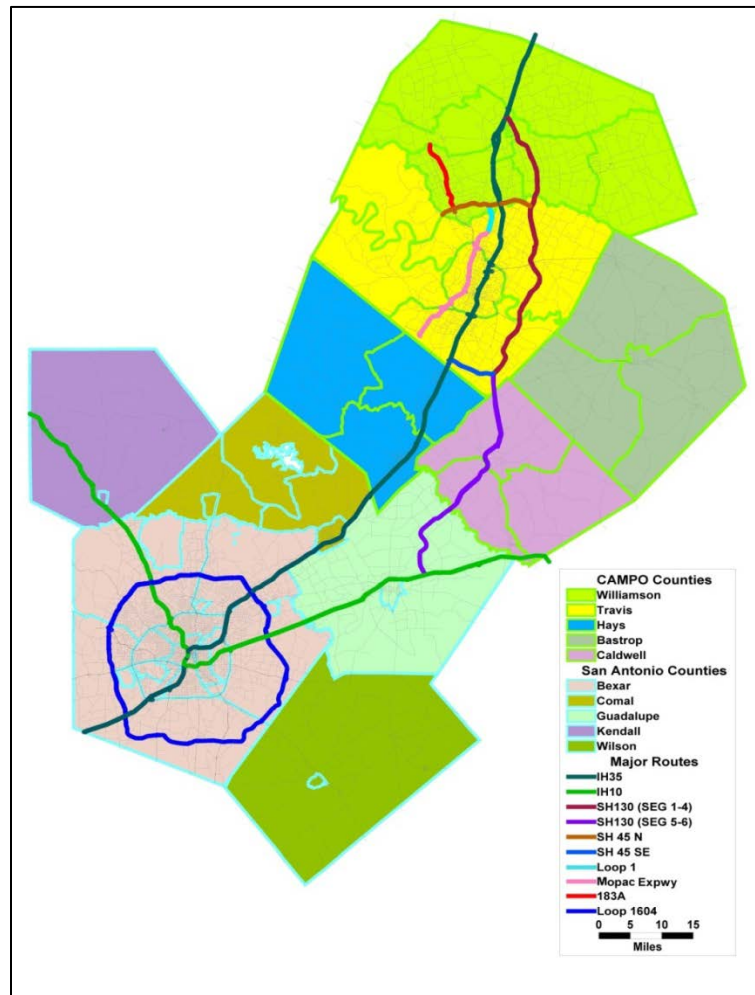 CAMPO Counties
Williamson
Travis
Hays
Bastrop
Caldwell
San Antonio Counties
Bexar
Comal
Guadalupe
Kendall
Wilson
Major Routes
IH35
IH10
SH130 (SEG 1-4)
SH130 (SEG 5-6)
SH 45 N
SH 45 SE
Loop 1
Mopac Expwy
183A
Loop 1604
0 5 10 15
Miles